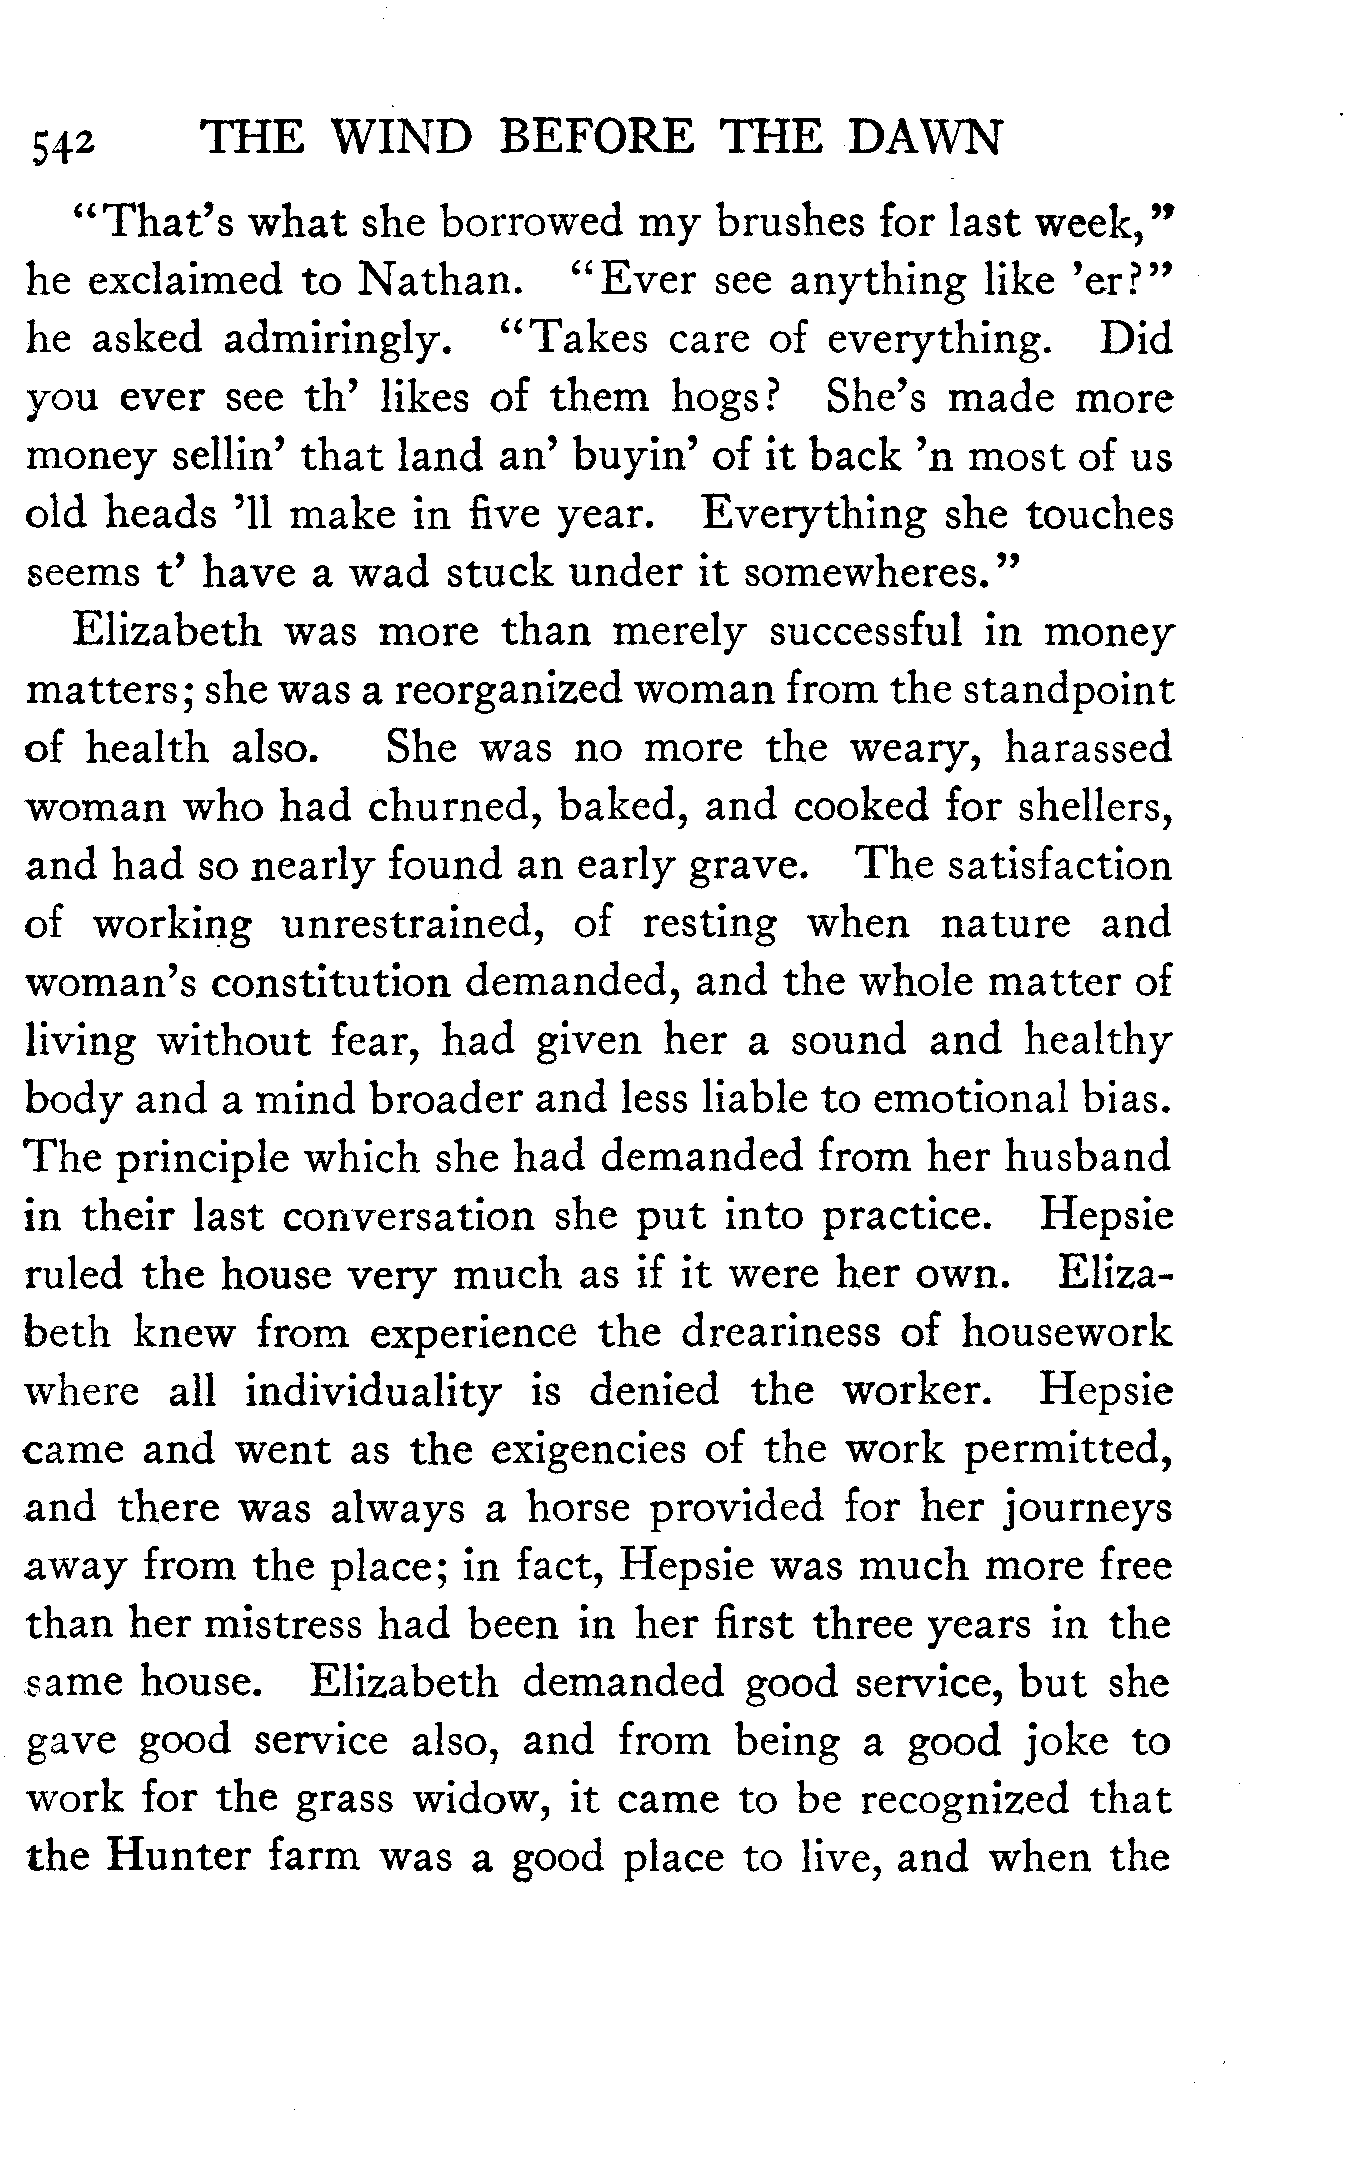 542 THE WIND BEFORE THE DAWN
"That's what she borrowed my brushes for last week,"
he exclaimed to Nathan. "Ever see anything like 'er?"
he asked admiringly. "Takes care of everything. Did
you ever see th' likes of them hogs? She's made more
money sellin' that land an' buyin' of it back 'n most of us
old heads 'll make in five year. Everything she touches
seems t' have a wad stuck under it somewheres."
Elizabeth was more than merely successful in money
matters; she was a reorganized woman from the standpoint
of health also. She was no more the weary, harassed
woman who had churned, baked, and cooked for shellers,
and had so nearly found an early grave. The satisfaction
of working unrestrained, of resting when nature and
woman's constitution demanded, and the whole matter of
living without fear, had given her a sound and healthy
body and a mind broader and less liable to emotional bias.
The principle which she had demanded from her husband
in their last conversation she put into practice. Hepsie
ruled the house very much as if it were her own. Eliza-
beth knew from experience the dreariness of housework
where all individuality is denied the worker. Hepsie
came and went as the exigencies of the work permitted,
and there was always a horse provided for her journeys
away from the place; in fact, Hepsie was much more free
than her mistress had been in her first three years in the
same house. Elizabeth demanded good service, but she
gave good service also, and from being a good joke to
work for the grass widow, it came to be recognized that
the Hunter farm was a good place to live, and when the